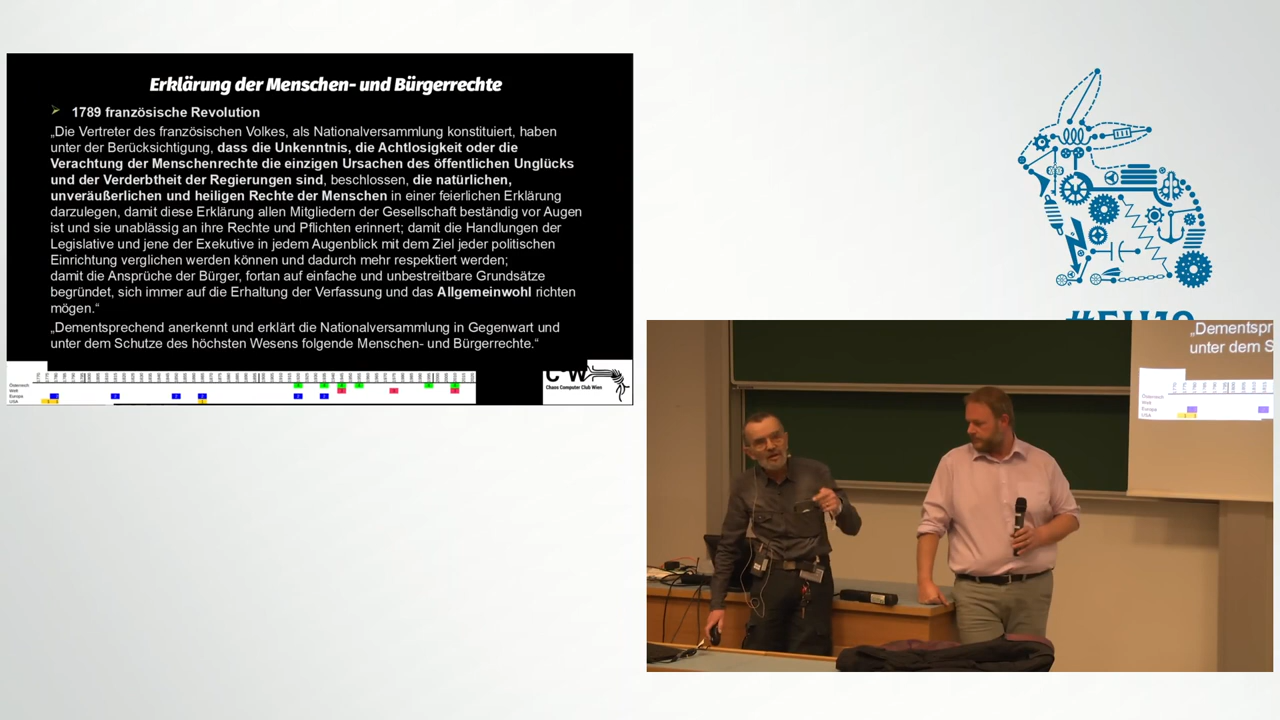 Erklärung der Menschen- und Bürgerrechte
1789 französische Revolution
„Die Vertreter des französischen Volkes, als Nationalversammlung konstituiert, haben
unter der Berücksichtigung, dass die Unkenntnis, die Achtlosigkeit oder die
Verachtung der Menschenrechte die einzigen Ursachen des öffentlichen Unglücks
und der Verderbtheit der Regierungen sind, beschlossen, die natürlichen,
unveräußerlichen und heiligen Rechte der Menschen in einer feierlichen Erklärung
darzulegen, damit diese Erklärung allen Mitgliedern der Gesellschaft beständig vor Augen
ist und sie unablässig an ihre Rechte und Pflichten erinnert; damit die Handlungen der
Legislative und jene der Exekutive in jedem Augenblick mit dem Ziel jeder politischen
Einrichtung verglichen werden können und dadurch mehr respektiert werden;
damit die Ansprüche der Bürger, fortan auf einfache und unbestreitbare Grundsätze
begründet, sich immer auf die Erhaltung der Verfassung und das Allgemeinwohl richten
mögen.“
„Dementsprechend anerkennt und erklärt die Nationalversammlung in Gegenwart und
unter dem Schutze des höchsten Wesens folgende Menschen- und Bürgerrechte.“
Österreich
Welt
Europa
USA
Chaos Computer Club Wien
„Dementspr
unter dem S
Österreich
Welt
Europa
USA